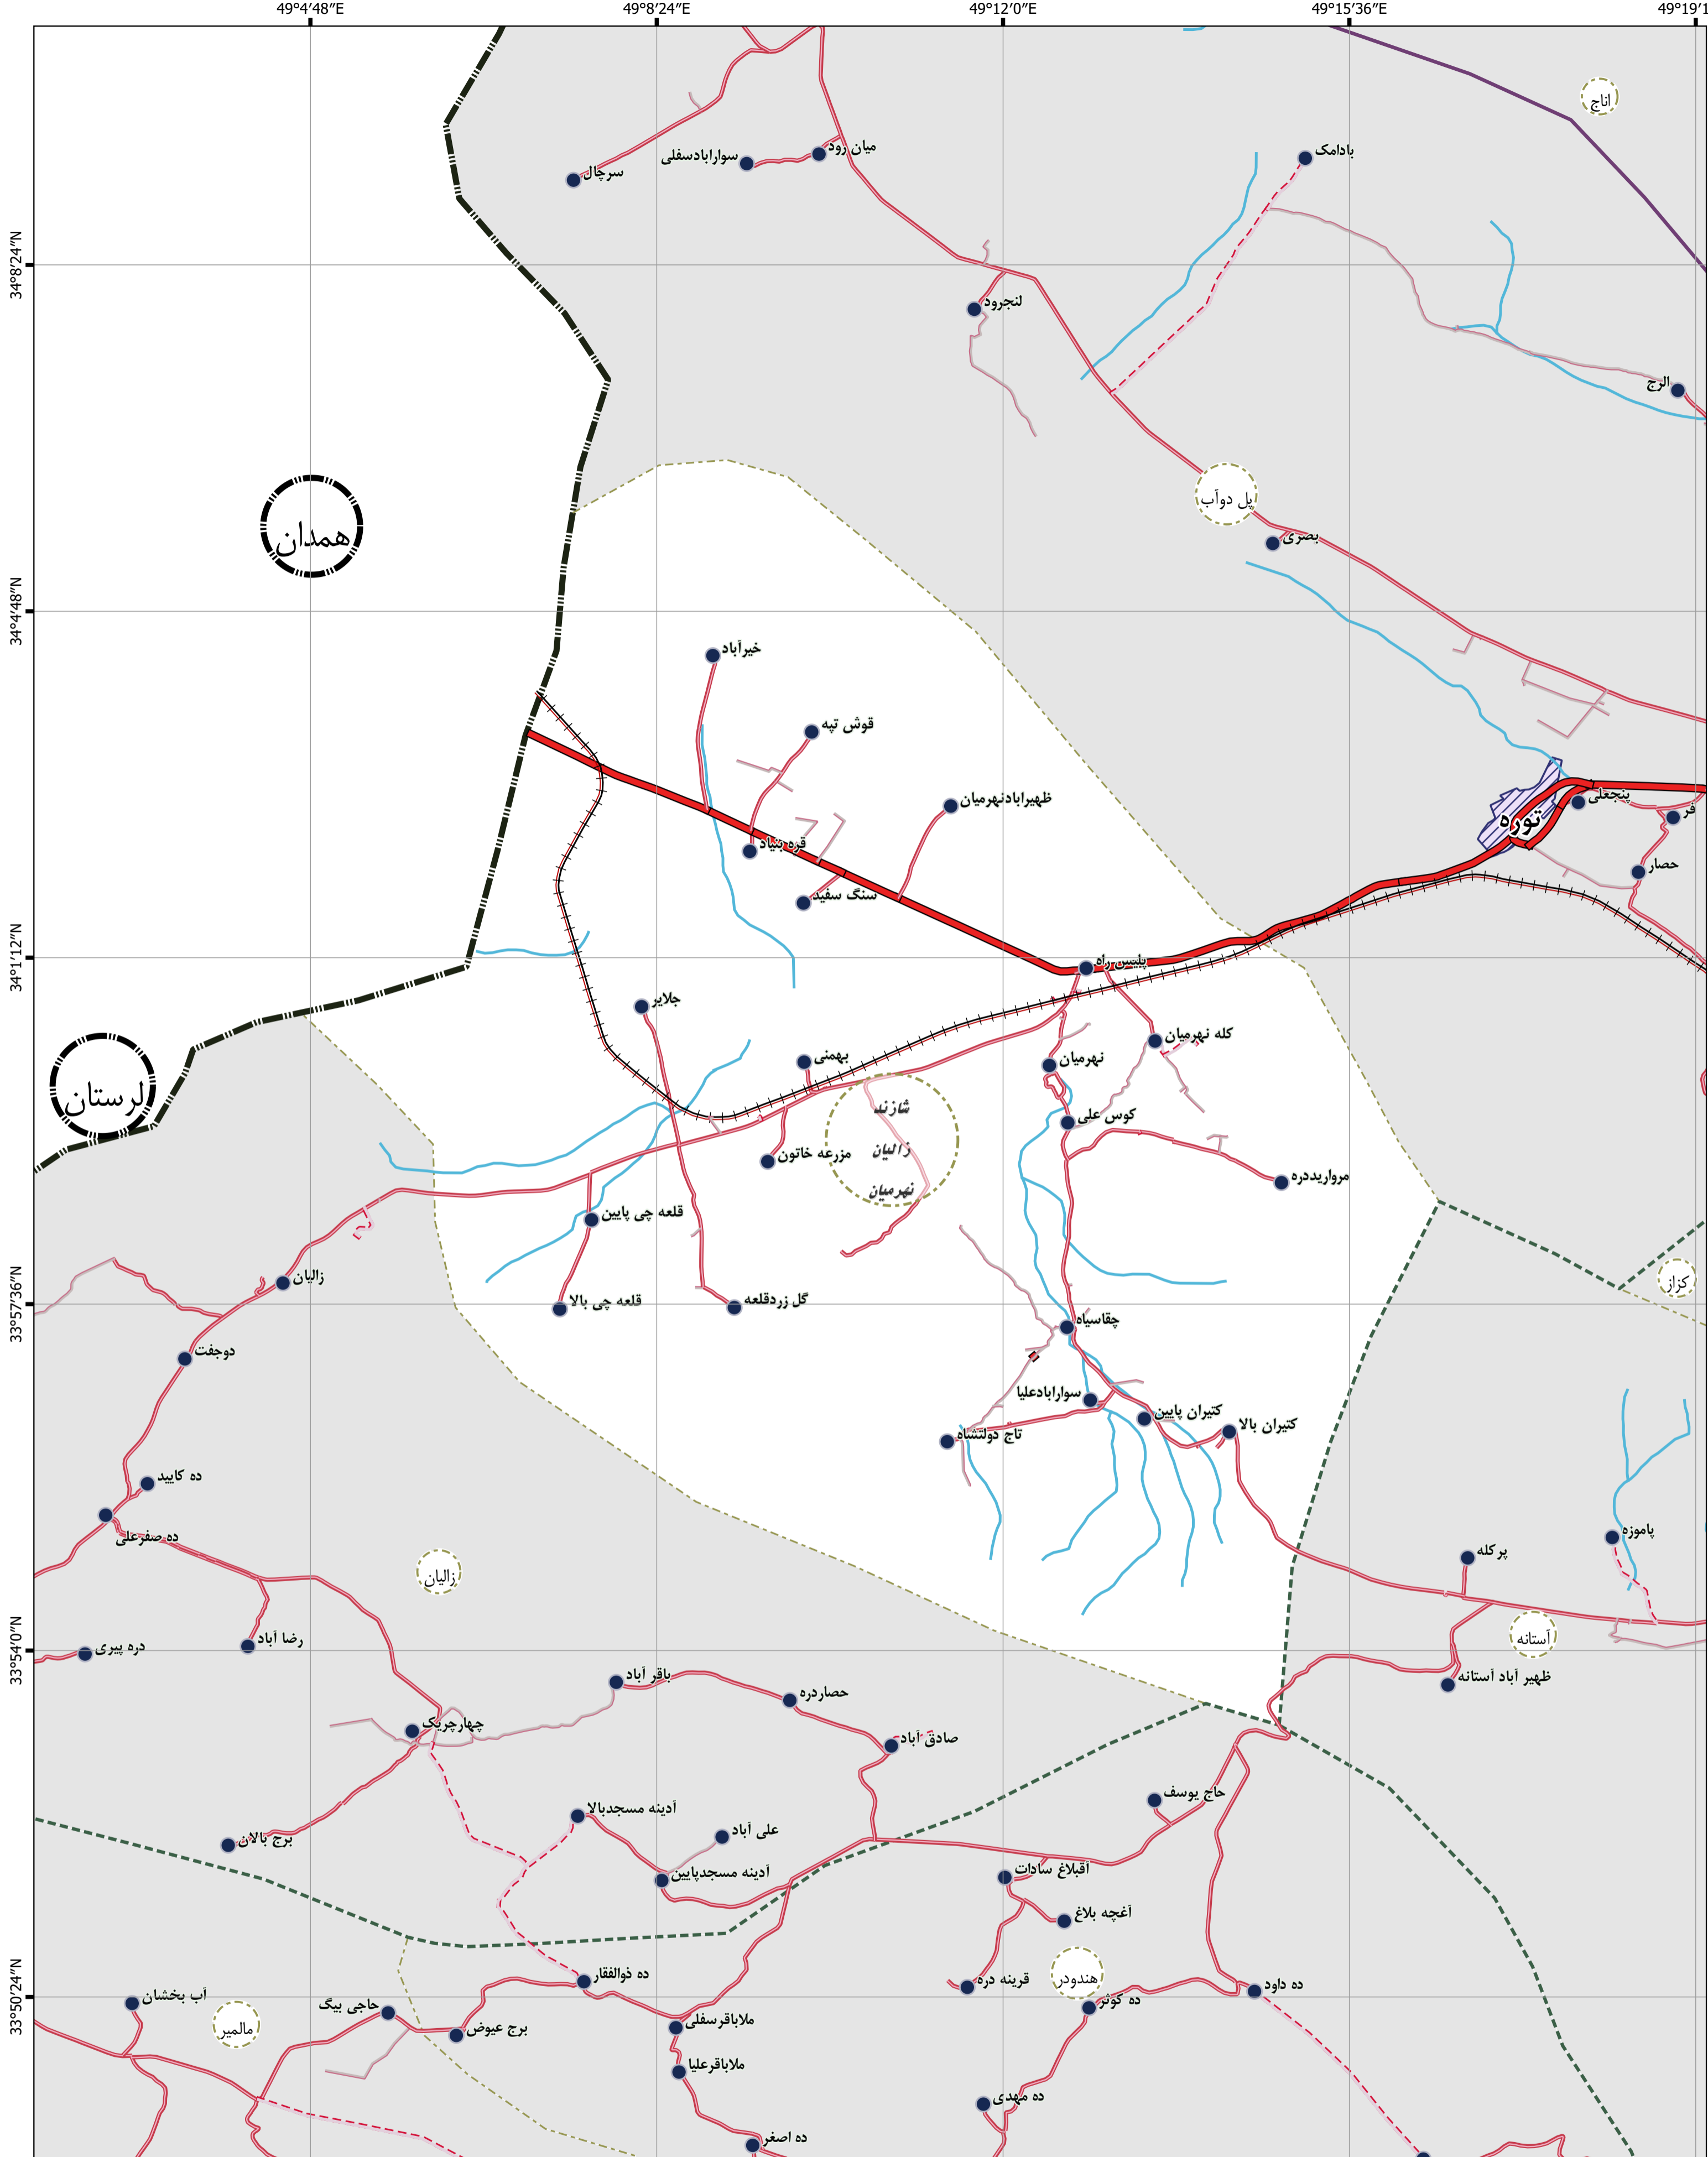 49°4'48"E
49°8'24"E
49°12'0"E
49°15'36"E
49°19'1
34°8'24"N
34°4'48"N
34°1'12"N
33°57'36"N
33°54'0"N
33°50'24"N
اناج
میان رود
سوارابادسفلی
سرچال
بادامک
لنجرود
الرج
پل دوآب
بصری
همدان
خیرآباد
قوش تپه
ظهیرابادنهرمیان
قره بنیاد
سنگ سفید
پنجعلی
فر
توره
حصار
پلیس راه
جلایر
کله نهرمیان
بهمنی
نهرمیان
لرستان
شازند
زالیان
نهرمیان
کوس علی
مزرعه خاتون
مرواریددره
قلعه چی پایین
زالیان
قلعه چی بالا
گل زردقلعه
کزاز
چقاسیاه
دوجفت
سوارابادعلیا
کتیران پایین
کتیران بالا
تاج دولتشاه
ده کایید
ده صفرعلی
پاموزه
پرکله
زالیان
آستانه
رضا آباد
دره پیری
ظهیر آباد آستانه
باقر آباد
حصاردره
چهارچریک
صادق آباد
حاج یوسف
آدینه مسجدبالا
علی آباد
برج بالان
آدینه مسجدپایین
آقبلاغ سادات
آغچه بلاغ
هندودر
ده ذوالفقار
قرینه دره
ده داود
ده کوثر
آب بخشان
حاجی بیگ
مالمیر
برج عیوض
ملاباقرسفلی
ملاباقرعلیا
ده مهدی
ده اصغر